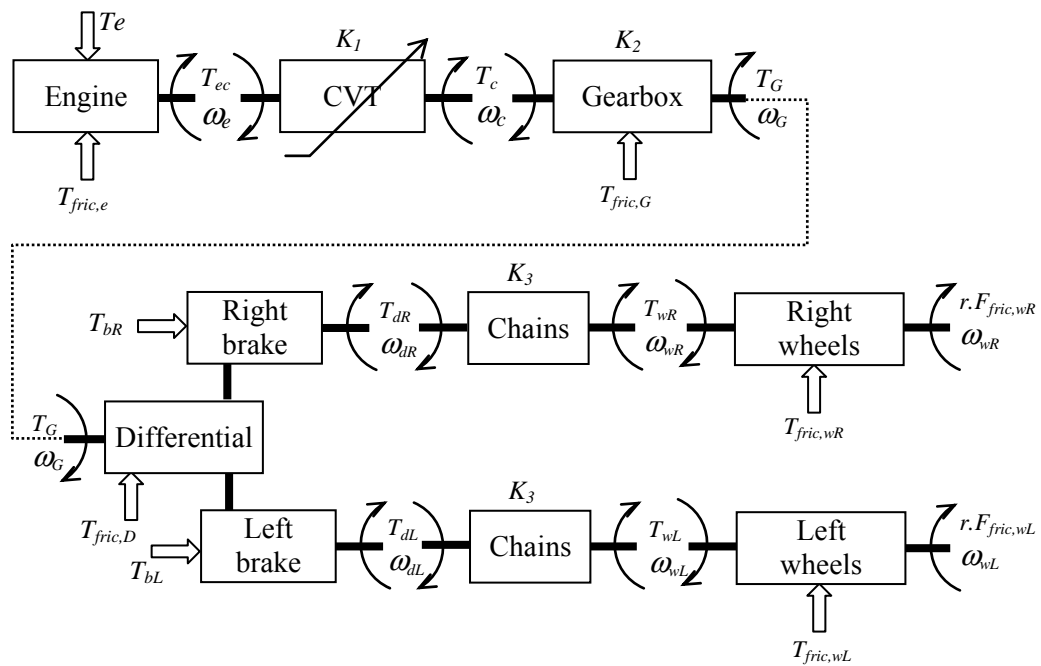 Te
K1
K2
Engine
Tec
ωe
CVT
Tc
ωc
Gearbox
TG
ωG
Tfric,e
Tfric,G
K3
TbR
Right
brake
TdR
ωdR
Chains
TwR
ωwR
Right
wheels
r.Ffric,wR
ωwR
Tfric,wR
TG
ωG
Differential
Tfric,D
K3
TbL
Left
brake
TdL
ωdL
Chains
TwL
ωwL
Left
wheels
r.Ffric,wL
ωwL
Tfric,wL